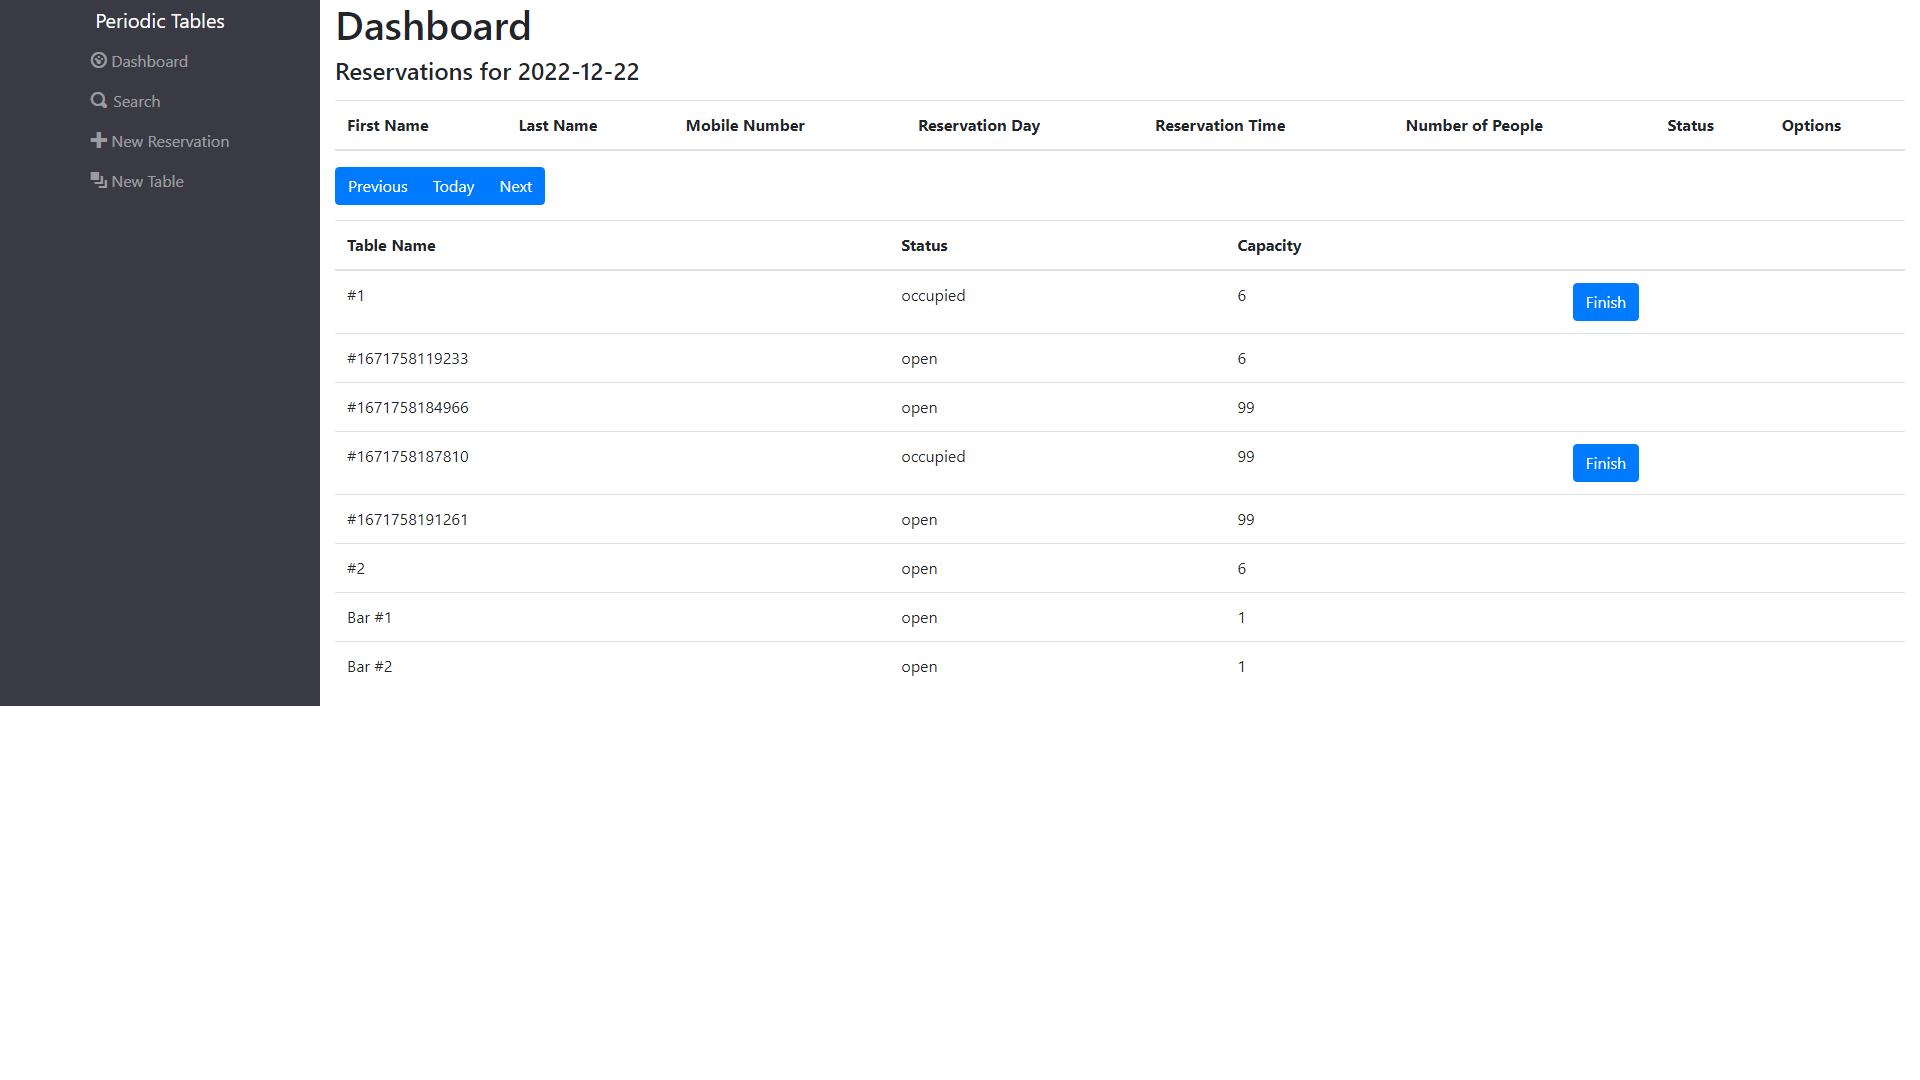 Periodic Tables
Dashboard
Search
New Reservation
New Table
Dashboard
Reservations for 2022-12-22
First Name Last Name Mobile Number Reservation Day Reservation Time Number of People Status Options
Previous Today Next
Table Name Status Capacity
#1 occupied 6 Finish
#1671758119233 open 6
#1671758184966 open 99
#1671758187810 occupied 99 Finish
#1671758191261 open 99
#2 open 6
Bar #1 open 1
Bar #2 open 1